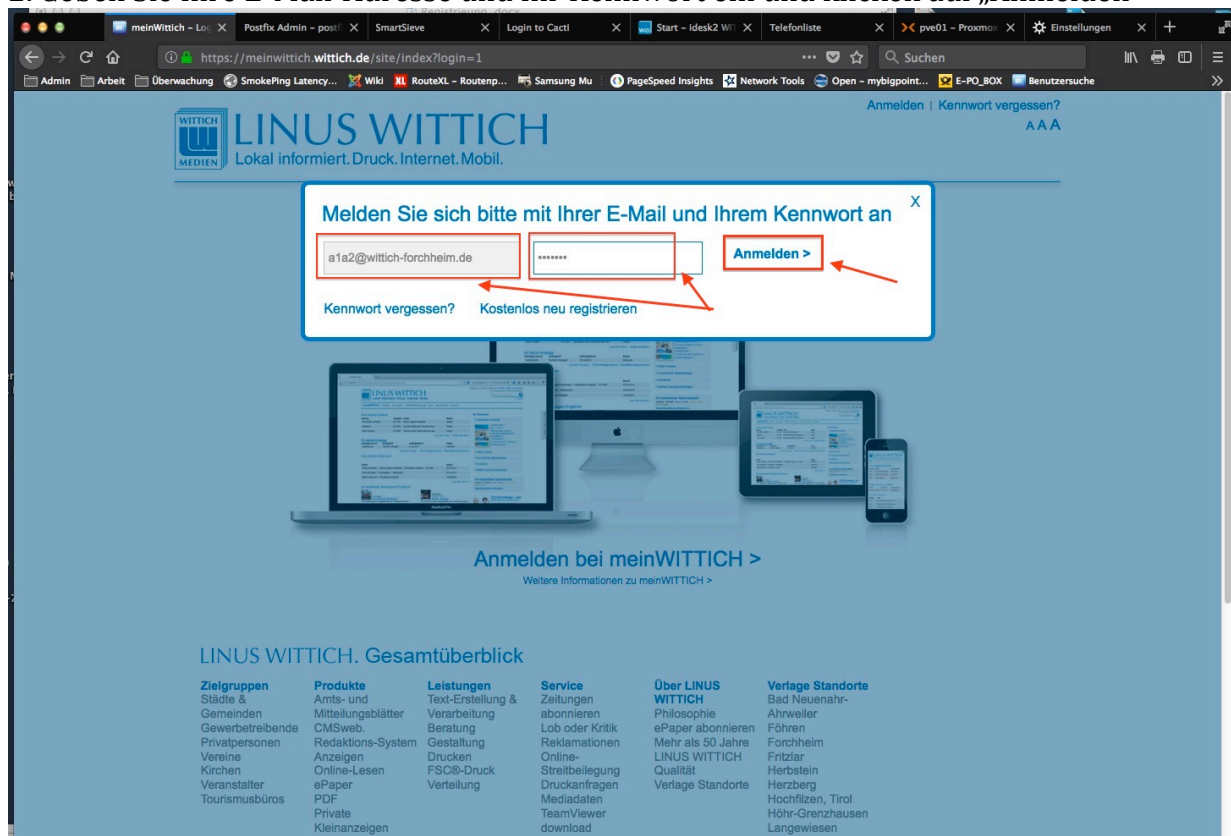 meinWittich – Log
Postfix Admin – postfi
SmartSieve
Login to Cacti
Start – idesk2 WIT
Telefonliste
pve01 – Proxmox
Einstellungen
https://meinwittich.wittich.de/site/index?login=1
Suchen
Admin Arbeit Überwachung SmokePing Latency... Wiki RouteXL – Routenp... Samsung Mu PageSpeed Insights Network Tools Open – mybigpoint... E-PO_BOX Benutzersuche
Anmelden | Kennwort vergessen?
A A A
WITTICH
MEDIEN
LINUS WITTICH
Lokal informiert. Druck. Internet. Mobil.
Melden Sie sich bitte mit Ihrer E-Mail und Ihrem Kennwort an
X
a1a2@wittich-forchheim.de
•••••••
Anmelden >
Kennwort vergessen? Kostenlos neu registrieren
LINUS WITTICH
Anmelden bei meinWITTICH >
Weitere Informationen zu meinWITTICH >
LINUS WITTICH. Gesamtüberblick
Zielgruppen
Städte &
Gemeinden
Gewerbetreibende
Privatpersonen
Vereine
Kirchen
Veranstalter
Tourismusbüros
Produkte
Amts- und
Mitteilungsblätter
CMSweb.
Redaktions-System
Anzeigen
Online-Lesen
ePaper
PDF
Private
Kleinanzeigen
Leistungen
Text-Erstellung &
Verarbeitung
Beratung
Gestaltung
Drucken
FSC®-Druck
Verteilung
Service
Zeitungen
abonnieren
Lob oder Kritik
Reklamationen
Online-
Streitbeilegung
Druckanfragen
Mediadaten
TeamViewer
download
Über LINUS
WITTICH
Philosophie
ePaper abonnieren
Mehr als 50 Jahre
LINUS WITTICH
Qualität
Verlage Standorte
Verlage Standorte
Bad Neuenahr-
Ahrweiler
Föhren
Forchheim
Fritzlar
Herbstein
Herzberg
Hochfilzen, Tirol
Höhr-Grenzhausen
Langewiesen